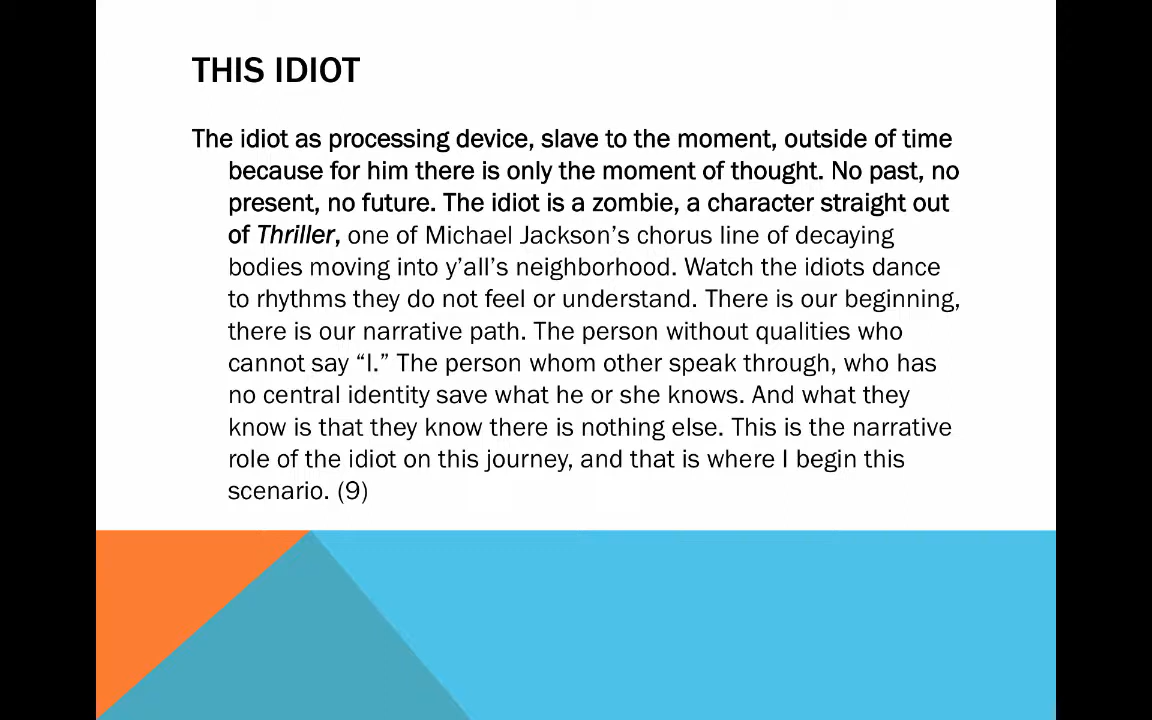 THIS IDIOT
The idiot as processing device, slave to the moment, outside of time
because for him there is only the moment of thought. No past, no
present, no future. The idiot is a zombie, a character straight out
of Thriller, one of Michael Jackson’s chorus line of decaying
bodies moving into y’all’s neighborhood. Watch the idiots dance
to rhythms they do not feel or understand. There is our beginning,
there is our narrative path. The person without qualities who
cannot say “I.” The person whom other speak through, who has
no central identity save what he or she knows. And what they
know is that they know there is nothing else. This is the narrative
role of the idiot on this journey, and that is where I begin this
scenario. (9)